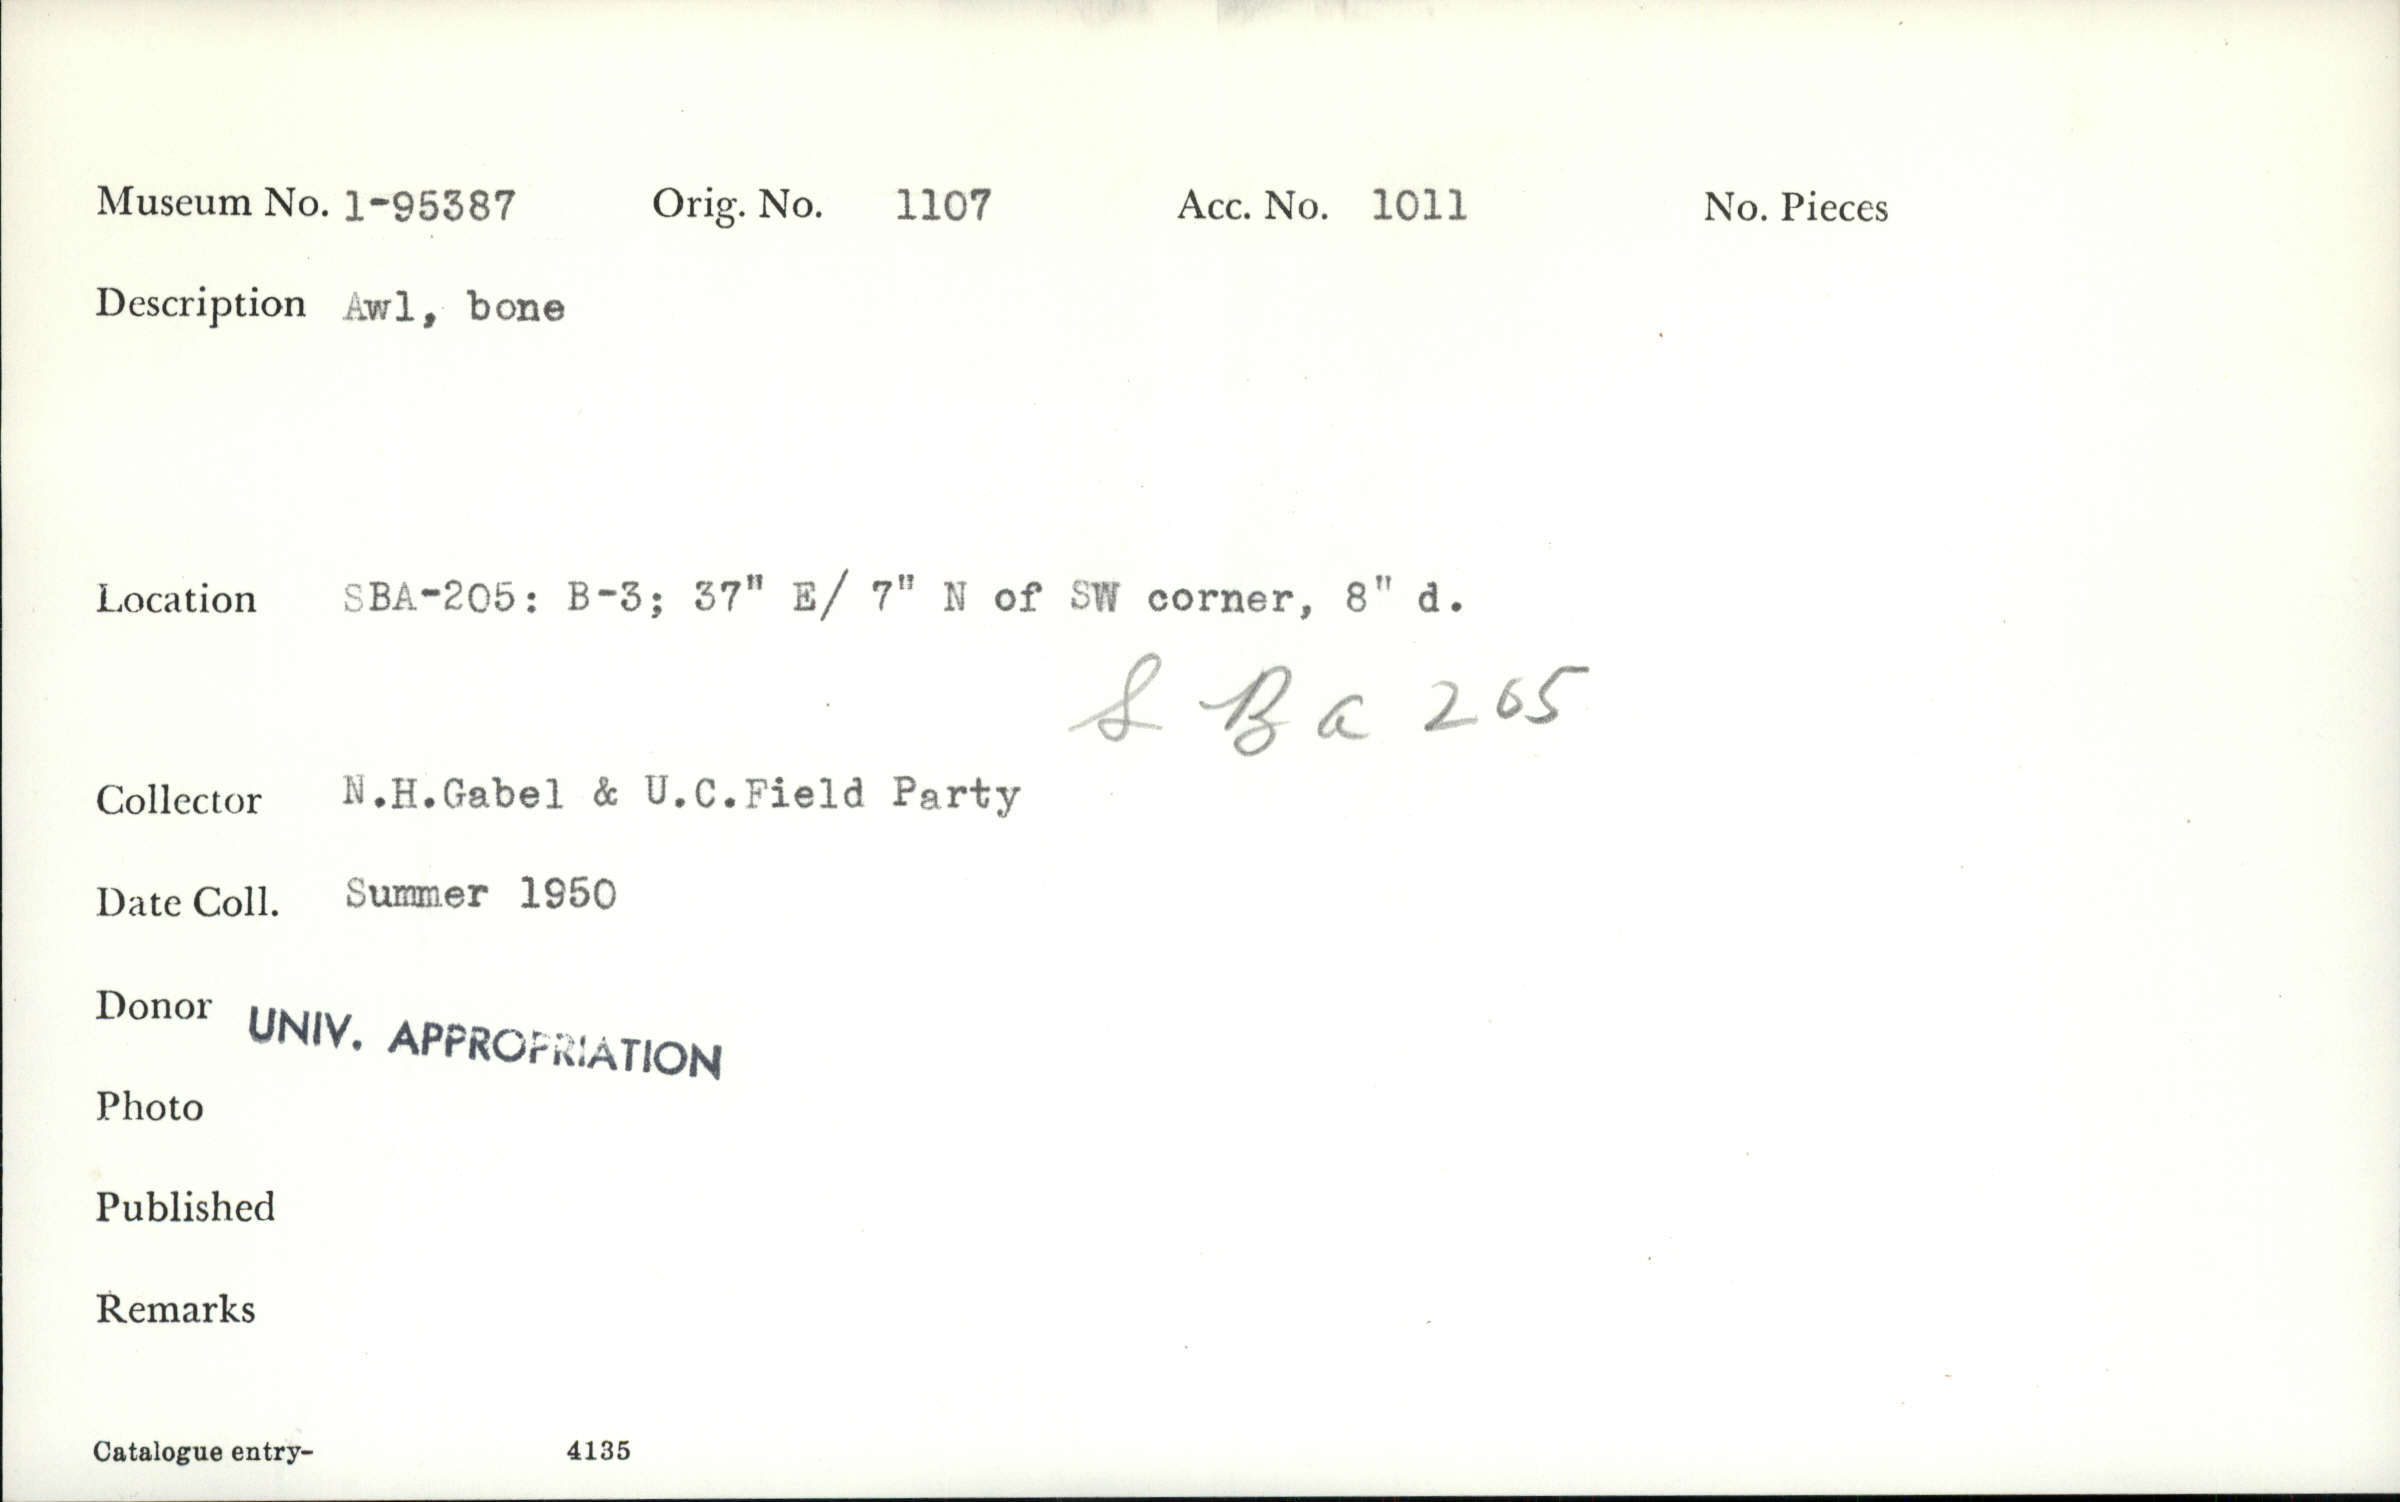 Museum No. 1-95387 Orig. No. 1107 Acc. No. 1011 No. Pieces
Description Awl, bone
Location SBA-205: B-3; 37" E/ 7" N of SW corner, 8" d.
S Ba 205
Collector N.H.Gabel & U.C.Field Party
Date Coll. Summer 1950
Donor UNIV. APPROPRIATION
Photo
Published
Remarks
Catalogue entry- 4135